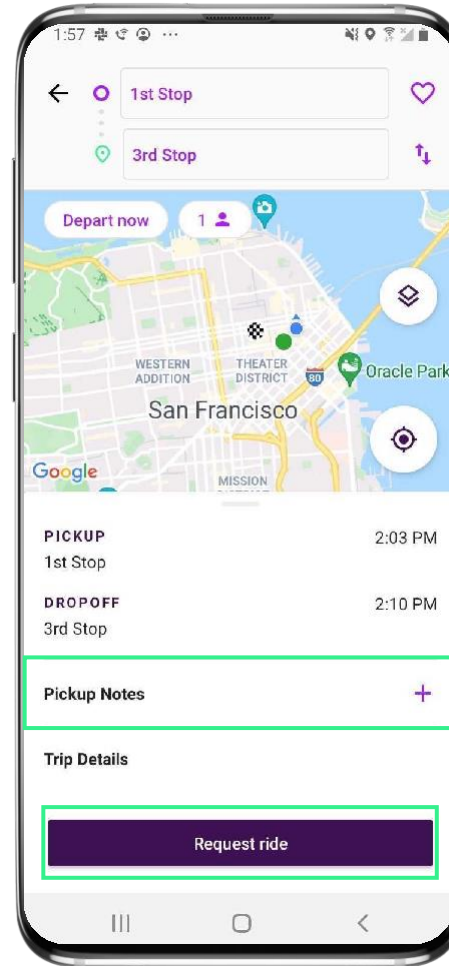 1:57
1st Stop
3rd Stop
Depart now
1
WESTERN
ADDITION
THEATER
DISTRICT
80
Oracle Park
San Francisco
Google
MISSION
PICKUP
2:03 PM
1st Stop
DROPOFF
2:10 PM
3rd Stop
Pickup Notes
Trip Details
Request ride